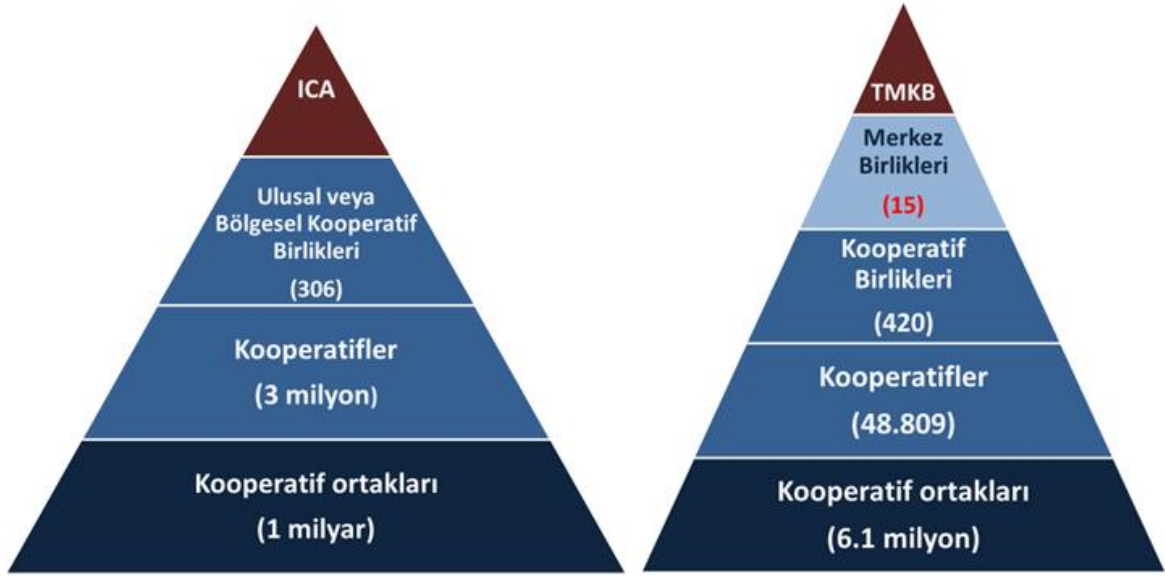 ICA
Ulusal veya
Bölgesel Kooperatif
Birlikleri
(306)
Kooperatifler
(3 milyon)
Kooperatif ortakları
(1 milyar)
TMKB
Merkez
Birlikleri
(15)
Kooperatif
Birlikleri
(420)
Kooperatifler
(48.809)
Kooperatif ortakları
(6.1 milyon)